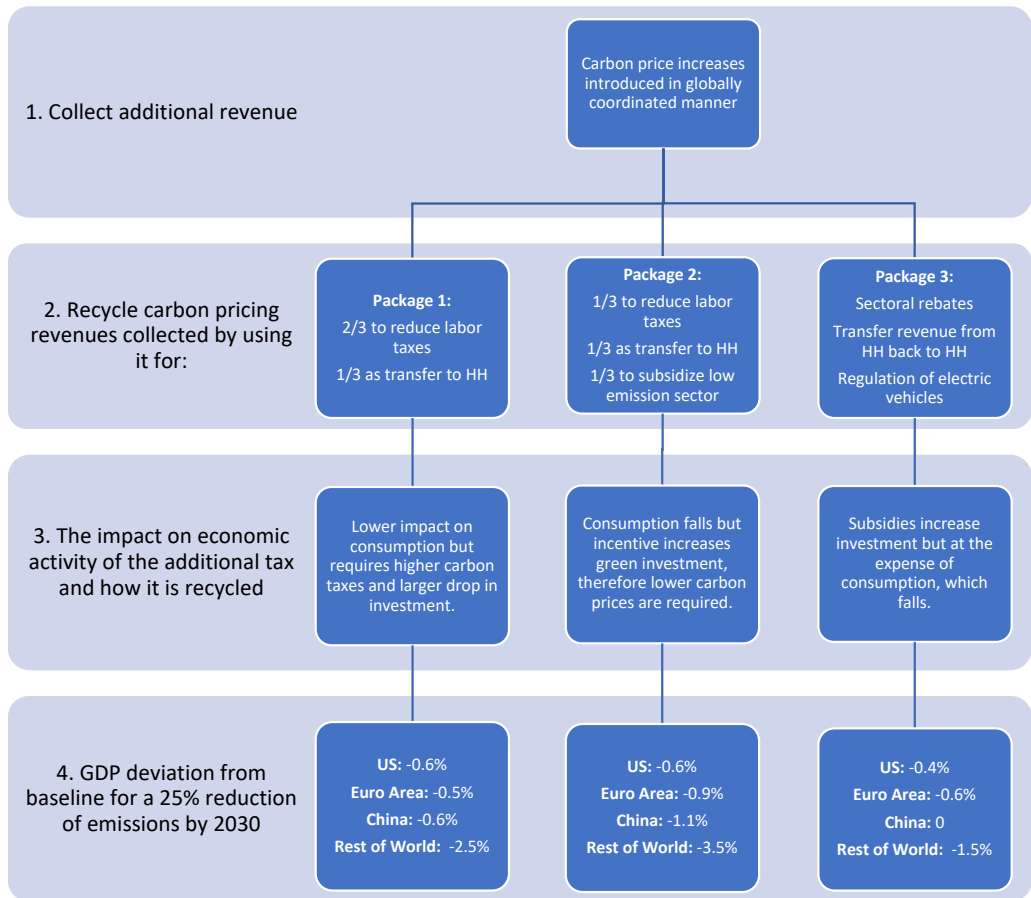 Carbon price increases
introduced in globally
coordinated manner
1. Collect additional revenue
2. Recycle carbon pricing
revenues collected by using
it for:
Package 1:
2/3 to reduce labor
taxes
1/3 as transfer to HH
Package 2:
1/3 to reduce labor
taxes
1/3 as transfer to HH
1/3 to subsidize low
emission sector
Package 3:
Sectoral rebates
Transfer revenue from
HH back to HH
Regulation of electric
vehicles
3. The impact on economic
activity of the additional tax
and how it is recycled
Lower impact on
consumption but
requires higher carbon
taxes and larger drop in
investment.
Consumption falls but
incentive increases
green investment,
therefore lower carbon
prices are required.
Subsidies increase
investment but at the
expense of
consumption, which
falls.
4. GDP deviation from
baseline for a 25% reduction
of emissions by 2030
US: -0.6%
Euro Area: -0.5%
China: -0.6%
Rest of World: -2.5%
US: -0.6%
Euro Area: -0.9%
China: -1.1%
Rest of World: -3.5%
US: -0.4%
Euro Area: -0.6%
China: 0
Rest of World: -1.5%